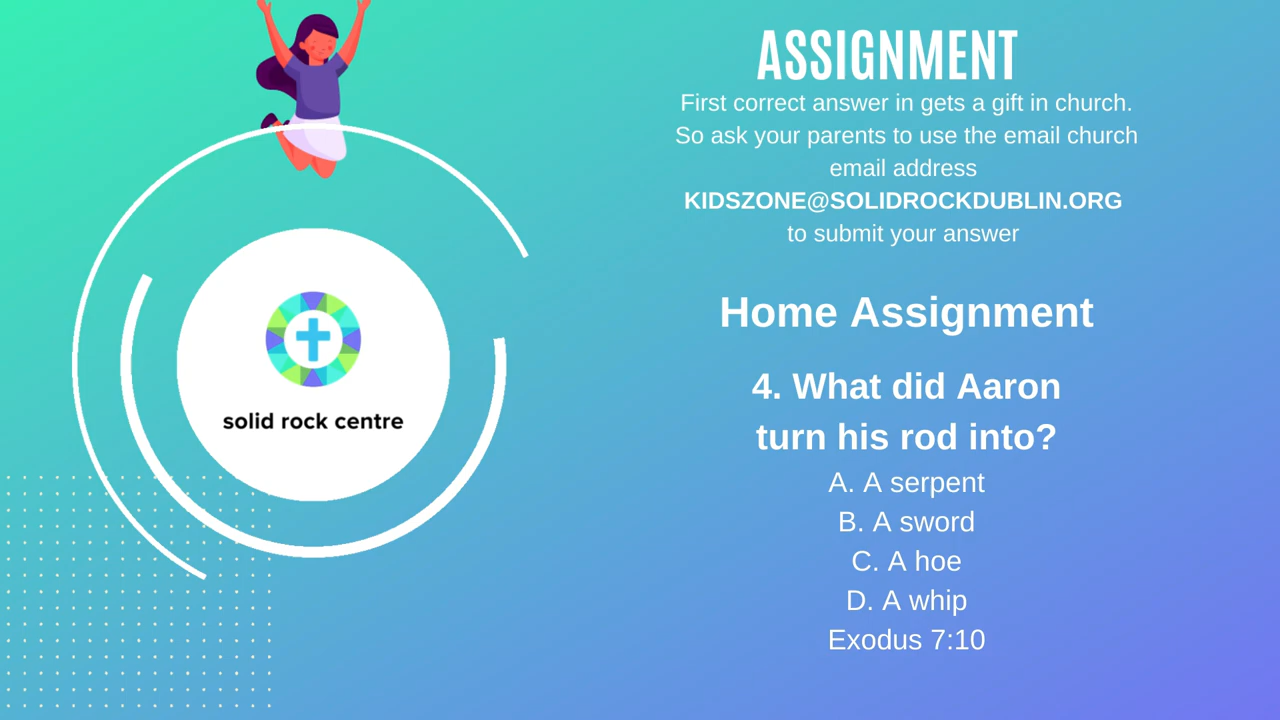 ASSIGNMENT
First correct answer in gets a gift in church.
So ask your parents to use the email church
email address
KIDSZONE@SOLIDROCKDUBLIN.ORG
to submit your answer
Home Assignment
4. What did Aaron
turn his rod into?
A. A serpent
B. A sword
C. A hoe
D. A whip
Exodus 7:10
solid rock centre